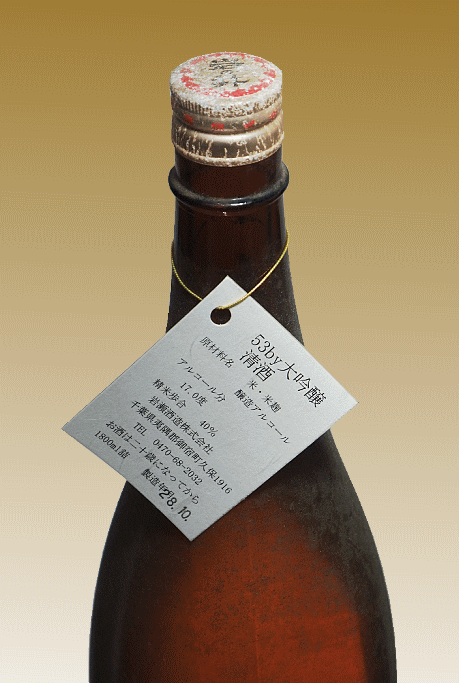 53by大吟醸
清酒
原材料名 米・米麹
醸造アルコール
アルコール分 17.0度
精米歩合 40%
岩瀬酒造株式会社
千葉県夷隅郡御宿町久保1916
TEL 0470-68-2032
お酒は二十歳になってから
1800ml詰 製造年月
28.10.